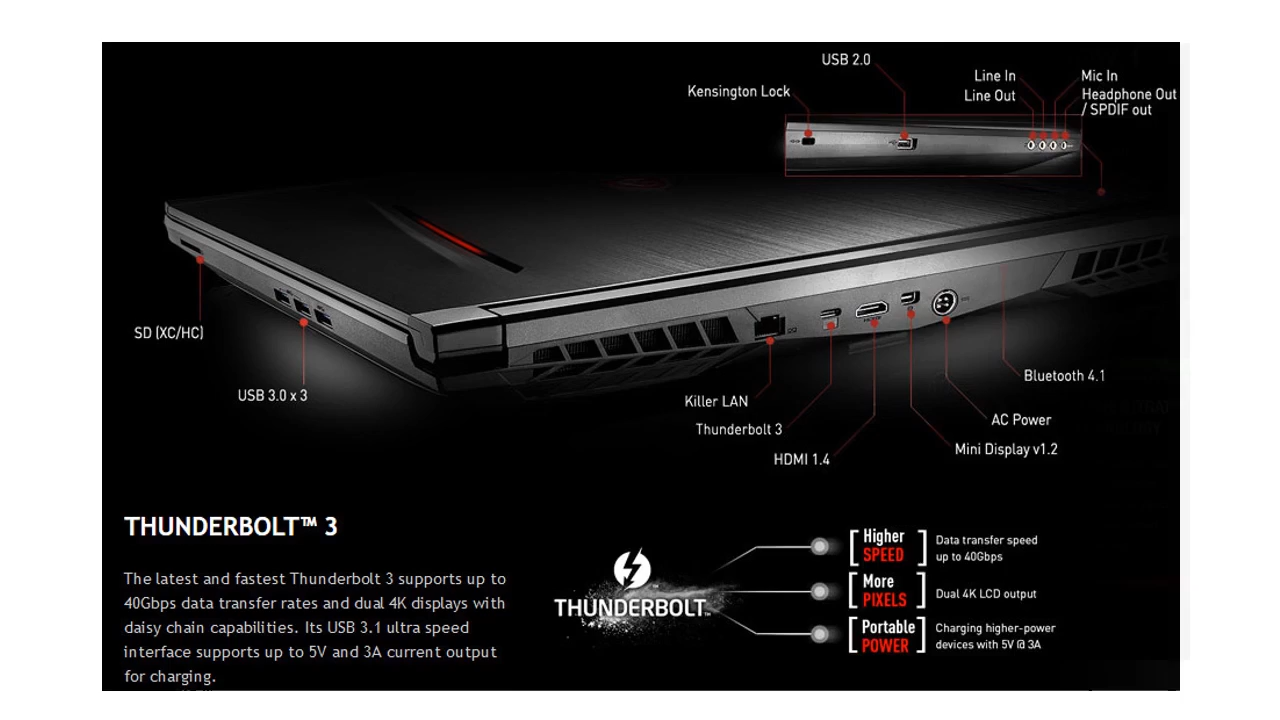 USB 2.0
Kensington Lock
Line In
Line Out
Mic In
Headphone Out
/ SPDIF out
SD (XC/HC)
USB 3.0 x 3
Killer LAN
Thunderbolt 3
HDMI 1.4
Mini Display v1.2
AC Power
Bluetooth 4.1
THUNDERBOLT™ 3
The latest and fastest Thunderbolt 3 supports up to
40Gbps data transfer rates and dual 4K displays with
daisy chain capabilities. Its USB 3.1 ultra speed
interface supports up to 5V and 3A current output
for charging.
THUNDERBOLT™
[Higher SPEED]
Data transfer speed
up to 40Gbps
[More PIXELS]
Dual 4K LCD output
[Portable POWER]
Charging higher-power
devices with 5V @ 3A